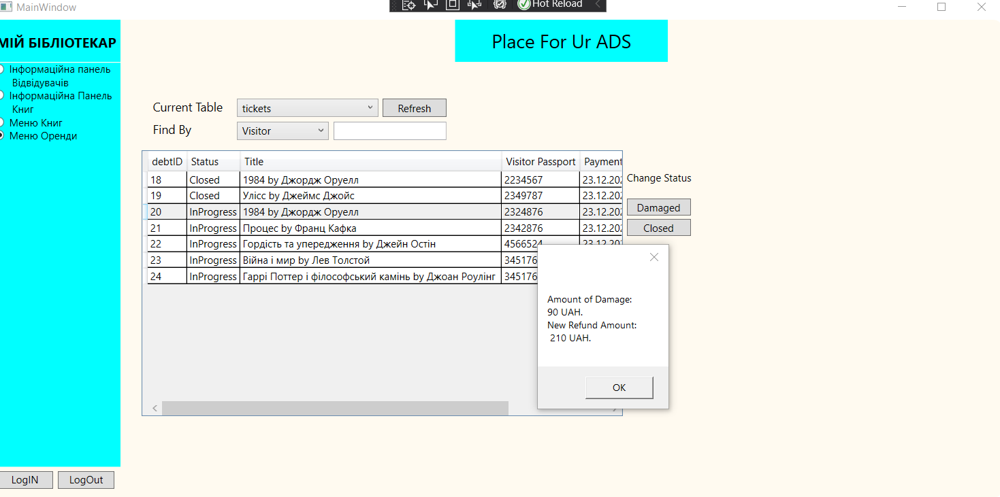 MainWindow
Hot Reload
МІЙ БІБЛІОТЕКАР
Place For Ur ADS
Інформаційна панель
Відвідувачів
Інформаційна Панель
Книг
Меню Книг
Меню Оренди
Current Table
tickets
Refresh
Find By
Visitor
debtID Status Title Visitor Passport Payment
18 Closed 1984 by Джордж Оруелл 2234567 23.12.202
19 Closed Улісс by Джеймс Джойс 2349787 23.12.202
20 InProgress 1984 by Джордж Оруелл 2324876 23.12.202
21 InProgress Процес by Франц Кафка 2342876 23.12.202
22 InProgress Гордість та упередження by Джейн Остін 4566524 23.12.202
23 InProgress Війна і мир by Лев Толстой 345176
24 InProgress Гаррі Поттер і філософський камінь by Джоан Роулінг 345176
Change Status
Damaged
Closed
Amount of Damage:
90 UAH.
New Refund Amount:
210 UAH.
OK
LogIN
LogOut